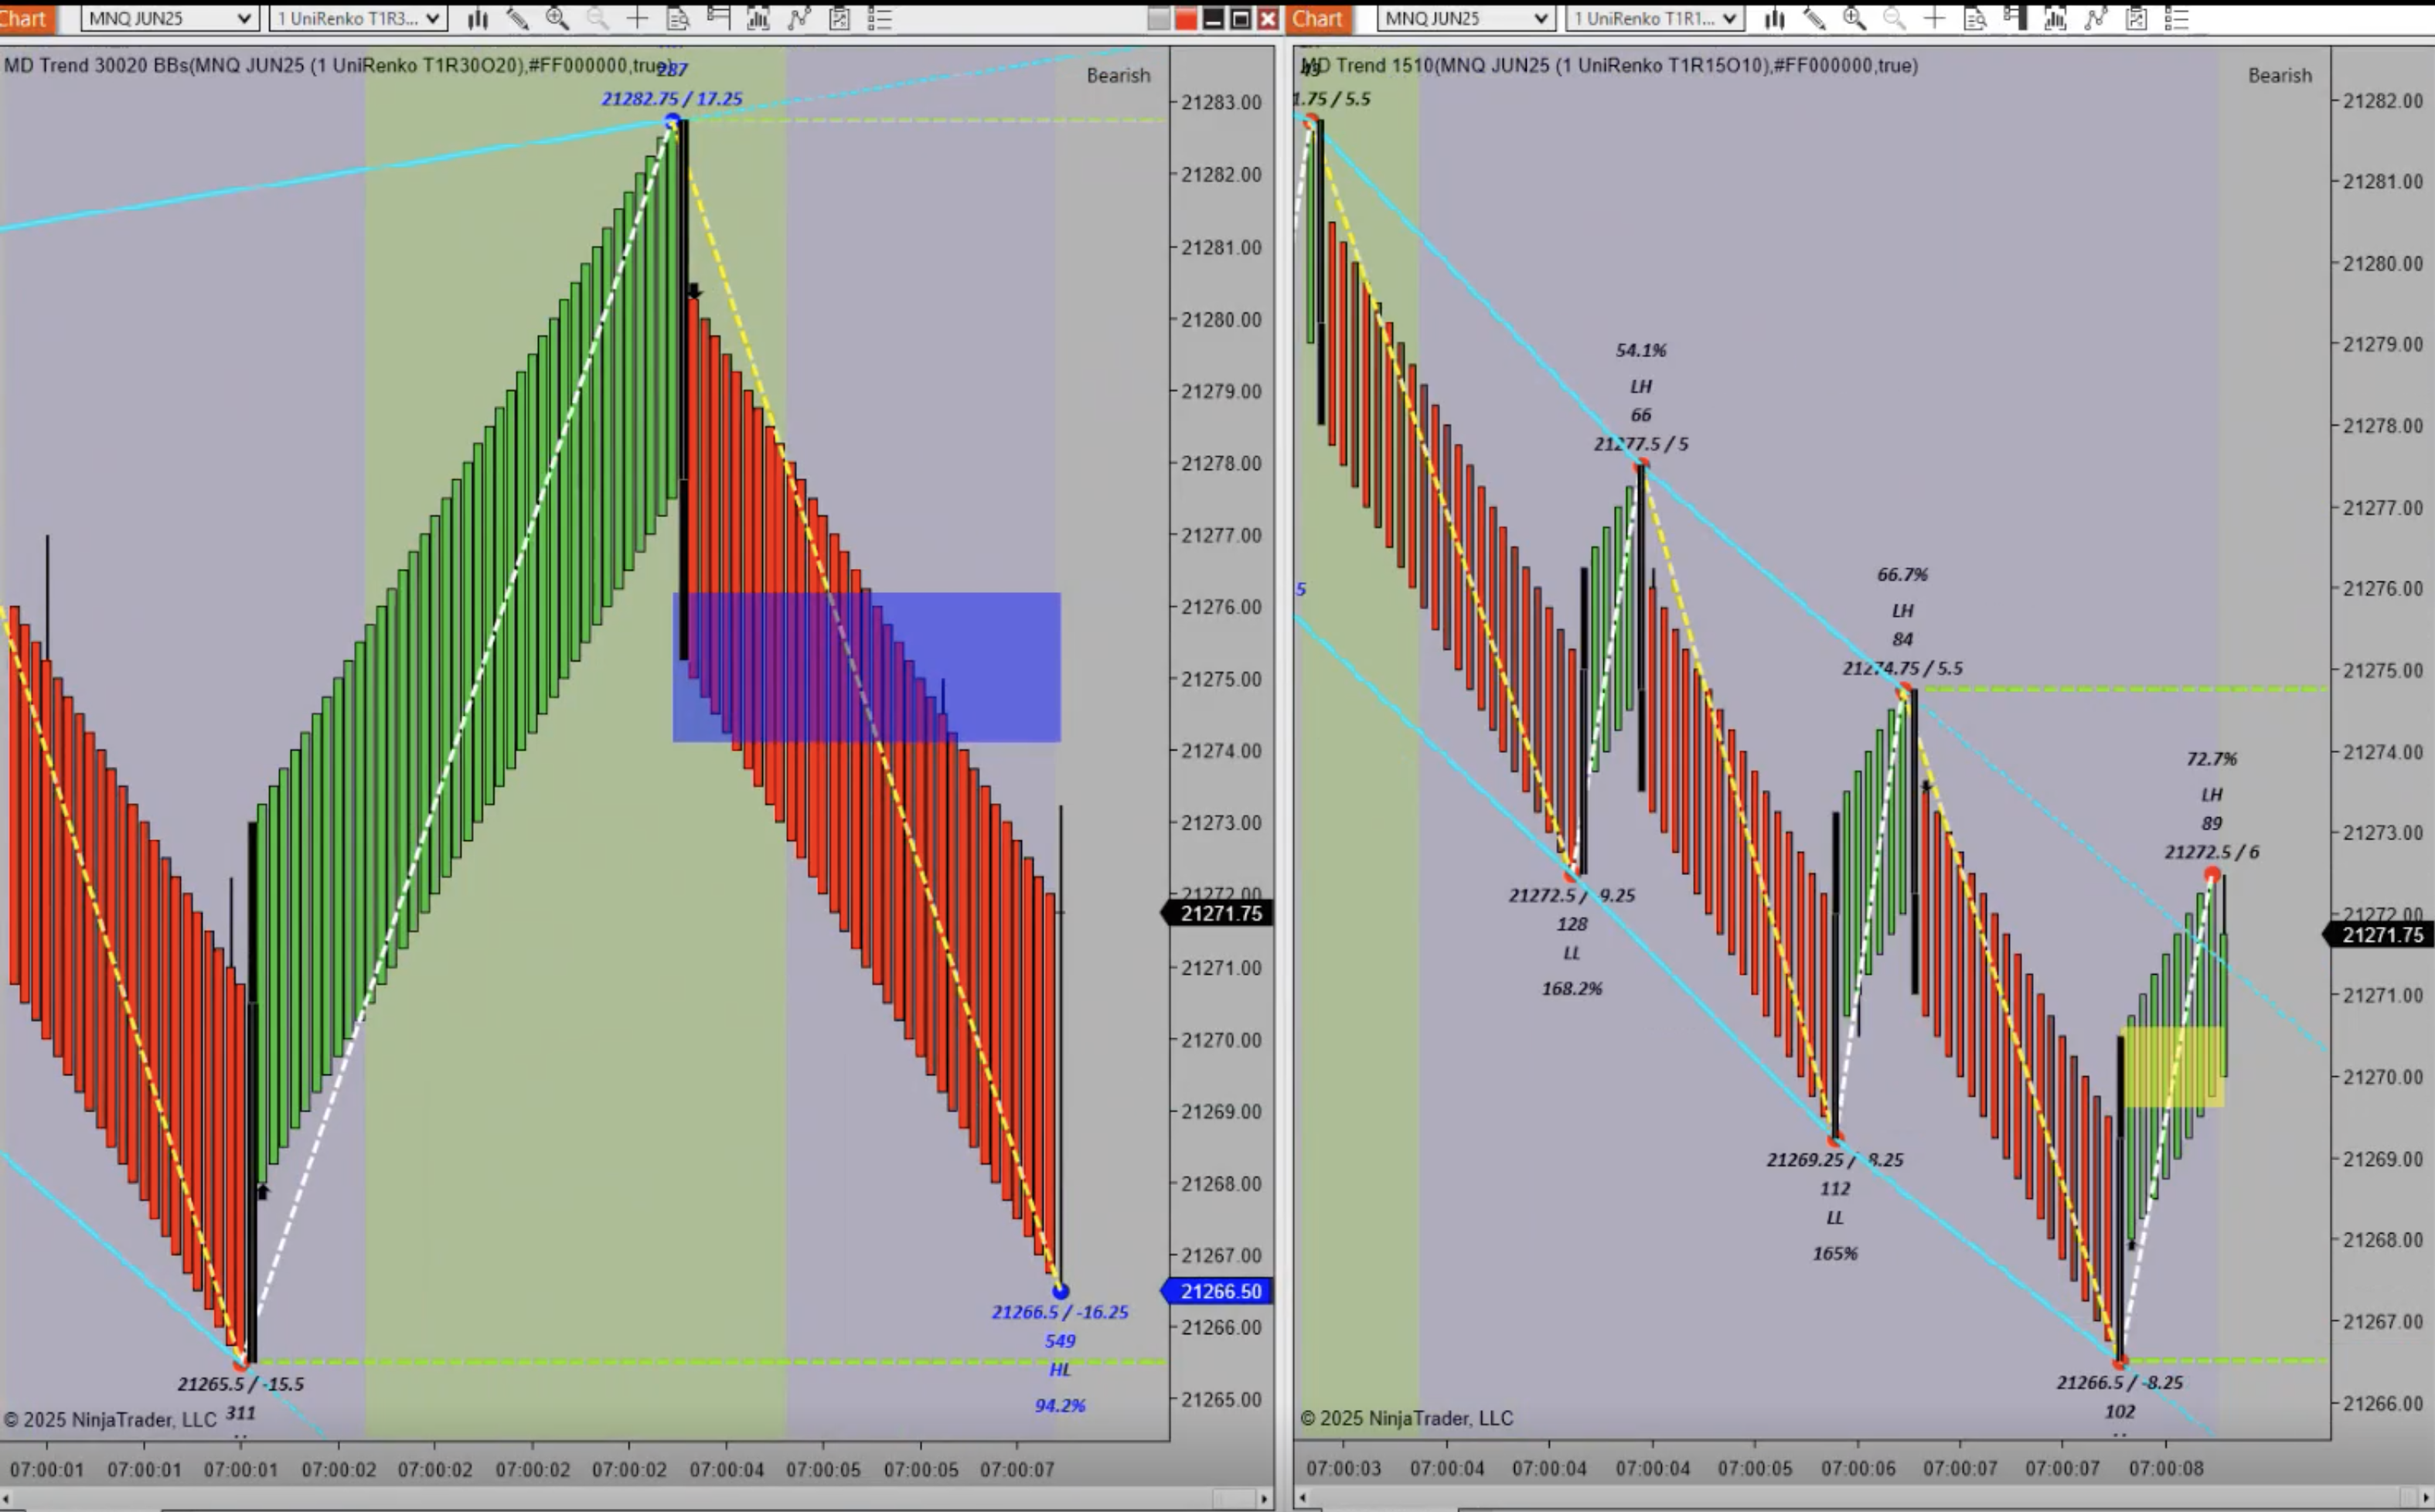 Chart
MNQ JUN25
1 UniRenko T1R3...
MD Trend 30020 BBs(MNQ JUN25 (1 UniRenko T1R30O20),#FF000000,true)
287
Bearish
21282.75 / 17.25
21283.00
21282.00
21281.00
21280.00
21279.00
21278.00
21277.00
21276.00
21275.00
21274.00
21273.00
21272.00
21271.75
21271.00
21270.00
21269.00
21268.00
21267.00
21266.50
21266.00
21265.00
21266.5 / -16.25
549
HL
94.2%
21265.5 / -15.5
311
© 2025 NinjaTrader, LLC
07:00:01
07:00:01
07:00:01
07:00:02
07:00:02
07:00:02
07:00:02
07:00:04
07:00:05
07:00:05
07:00:07
Chart
MNQ JUN25
1 UniRenko T1R1...
MD Trend 1510(MNQ JUN25 (1 UniRenko T1R15O10),#FF000000,true)
49
Bearish
1.75 / 5.5
5
54.1%
LH
66
21277.5 / 5
66.7%
LH
84
21274.75 / 5.5
72.7%
LH
89
21272.5 / 6
21272.5 / -9.25
128
LL
168.2%
21269.25 / -8.25
112
LL
165%
21266.5 / -8.25
102
21282.00
21281.00
21280.00
21279.00
21278.00
21277.00
21276.00
21275.00
21274.00
21273.00
21272.00
21271.75
21271.00
21270.00
21269.00
21268.00
21267.00
21266.00
© 2025 NinjaTrader, LLC
07:00:03
07:00:04
07:00:04
07:00:04
07:00:05
07:00:06
07:00:07
07:00:07
07:00:08